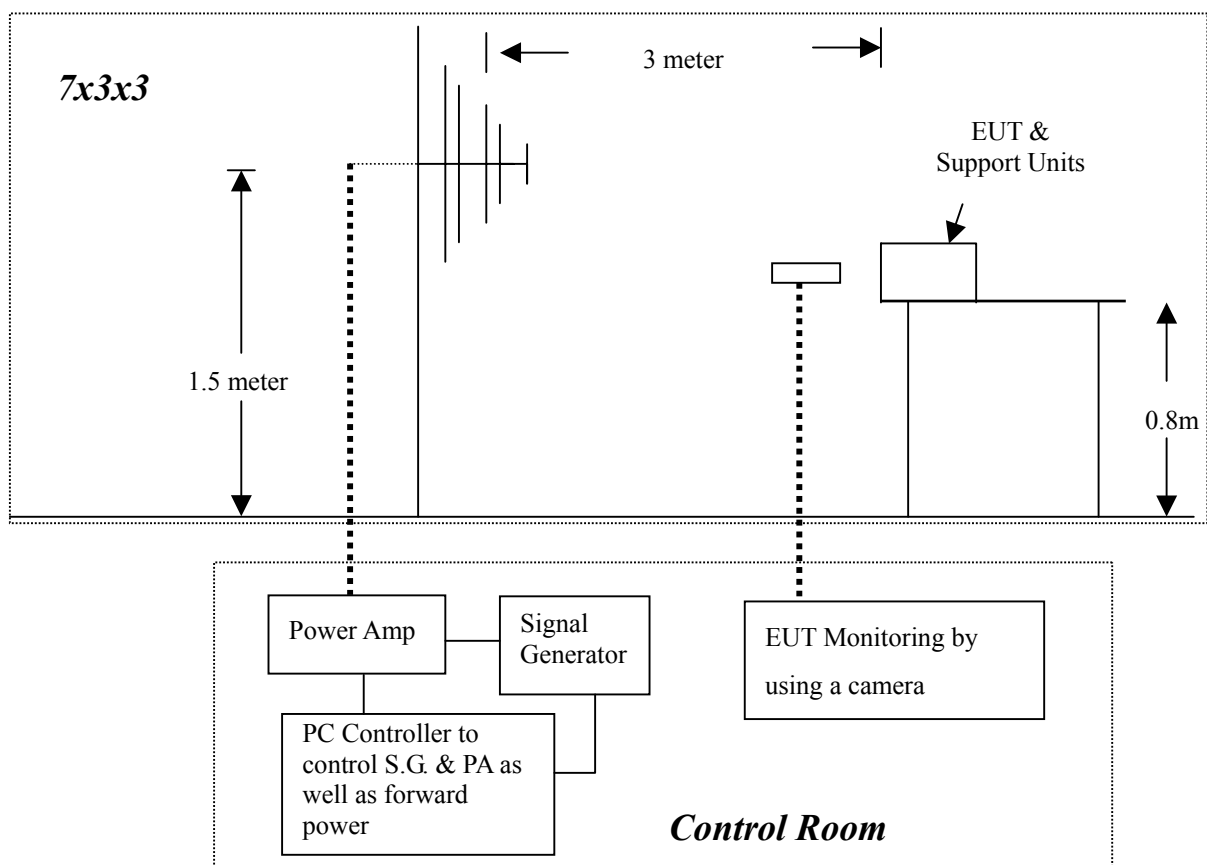 7x3x3
3 meter
EUT &
Support Units
1.5 meter
0.8m
Power Amp
Signal
Generator
EUT Monitoring by
using a camera
PC Controller to
control S.G. & PA as
well as forward
power
Control Room